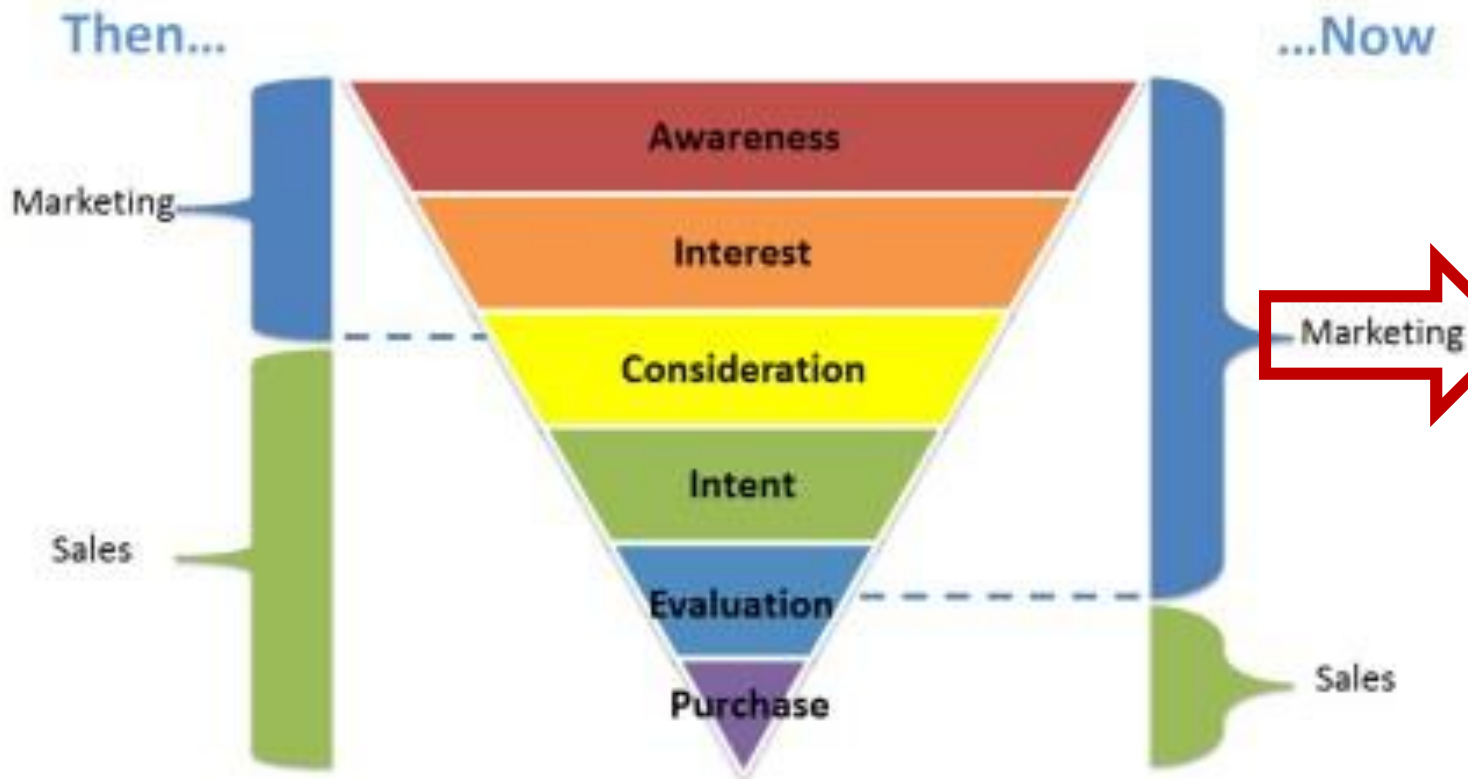 Then...
...Now
Awareness
Marketing
Interest
Marketing
Consideration
Intent
Sales
Evaluation
Sales
Purchase